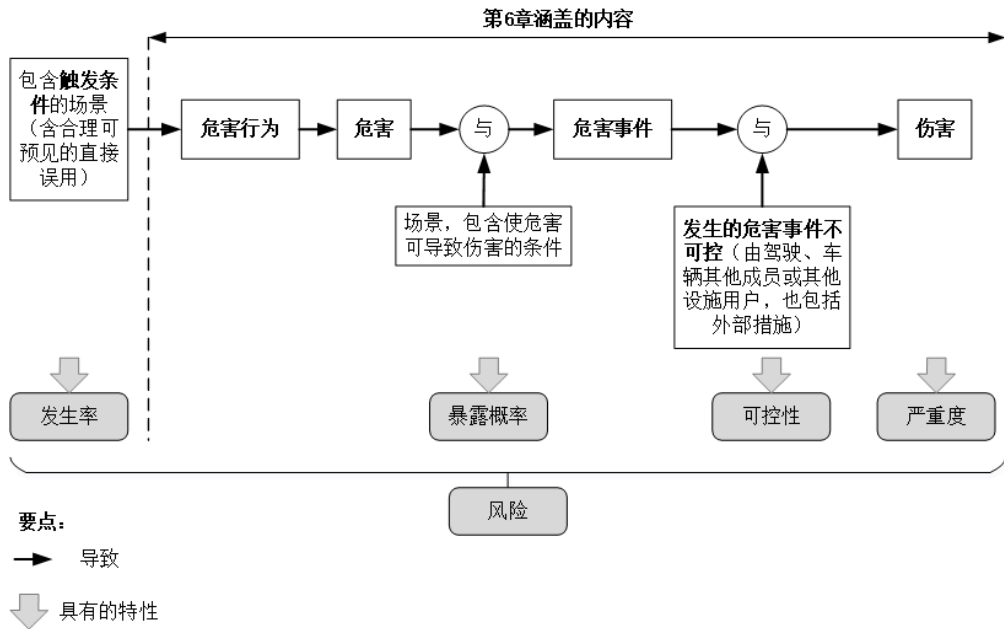 第6章涵盖的内容
包含触发条
件的场景
（含合理可
预见的直接
误用）
危害行为
危害
与
危害事件
与
伤害
场景，包含使危害
可导致伤害的条件
发生的危害事件不
可控（由驾驶、车
辆其他成员或其他
设施用户，也包括
外部措施）
发生率
暴露概率
可控性
严重度
风险
要点：
导致
具有的特性